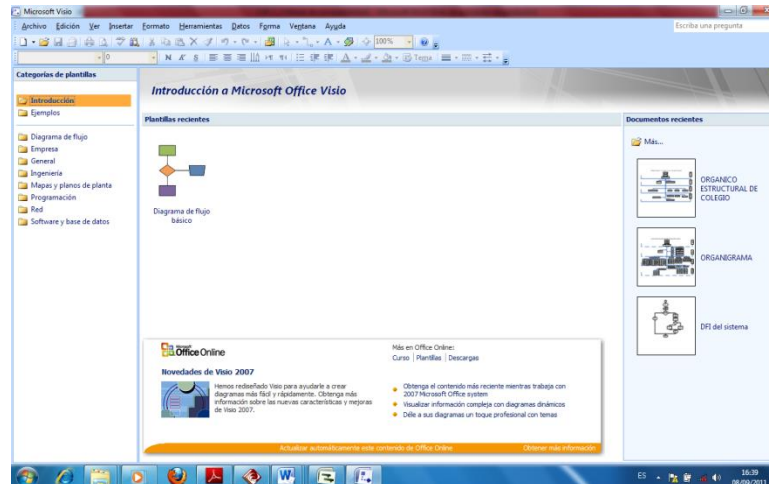 Microsoft Visio
Archivo Edición Ver Insertar Formato Herramientas Datos Forma Ventana Ayuda
Escriba una pregunta
100%
0
N K S
Tema
Categorías de plantillas
Introducción
Ejemplos
Diagrama de flujo
Empresa
General
Ingeniería
Mapas y planos de planta
Programación
Red
Software y base de datos
Introducción a Microsoft Office Visio
Plantillas recientes
Diagrama de flujo
básico
Documentos recientes
Más...
ORGANICO
ESTRUCTURAL DE
COLEGIO
ORGANIGRAMA
DFI del sistema
Microsoft
Office Online
Novedades de Visio 2007
Hemos rediseñado Visio para ayudarle a crear
diagramas más fácil y rápidamente. Obtenga más
información sobre las nuevas características y mejoras
de Visio 2007.
Más en Office Online:
Curso | Plantillas | Descargas
Obtenga el contenido más reciente mientras trabaja con
2007 Microsoft Office system
Visualizar información compleja con diagramas dinámicos
Déle a sus diagramas un toque profesional con temas
Actualizar automáticamente este contenido de Office Online
Obtener más información
ES
16:39
08/09/2011